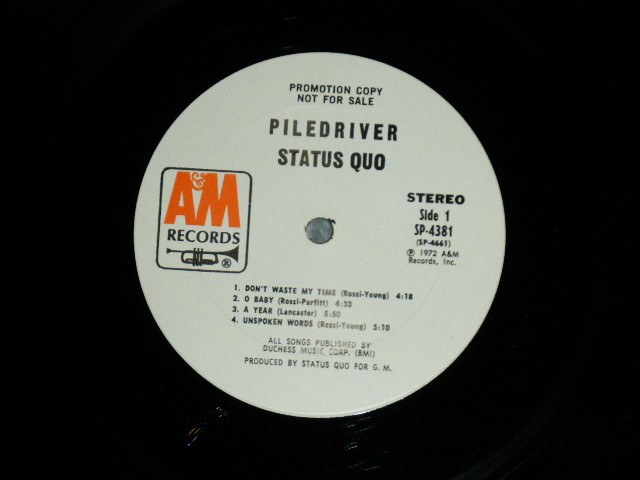 PROMOTION COPY
NOT FOR SALE
PILEDRIVER
STATUS QUO
A&M
RECORDS
®
STEREO
Side 1
SP-4381
(SP-4661)
℗ 1972 A&M
Records, Inc.
1. DON'T WASTE MY TIME (Rossi-Young) 4:18
2. O BABY (Rossi-Parfitt) 4:33
3. A YEAR (Lancaster) 5:50
4. UNSPOKEN WORDS (Rossi-Young) 5:10
ALL SONGS PUBLISHED BY
DUCHESS MUSIC CORP. (BMI)
PRODUCED BY STATUS QUO FOR G. M.